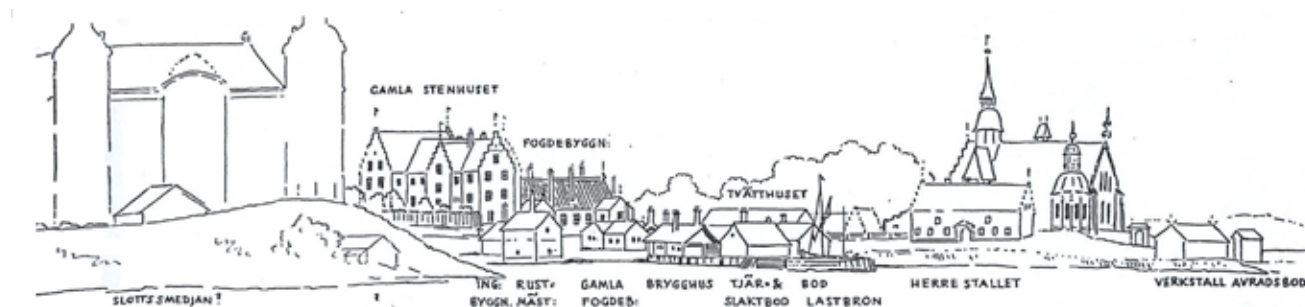 GAMLA STENHUSET
FOGDEBYGGN:
TVÄTTHUSET
SLOTTSSMEDJAN?
?
ING: RUST-
BYGGN. MÄST:
GAMLA
FOGDEB:
BRYGGHUS
TJÄR- &
SLAKTBOD
BOD
LASTBRON
HERRE STALLET
VERKSTALL AVRADSBOD